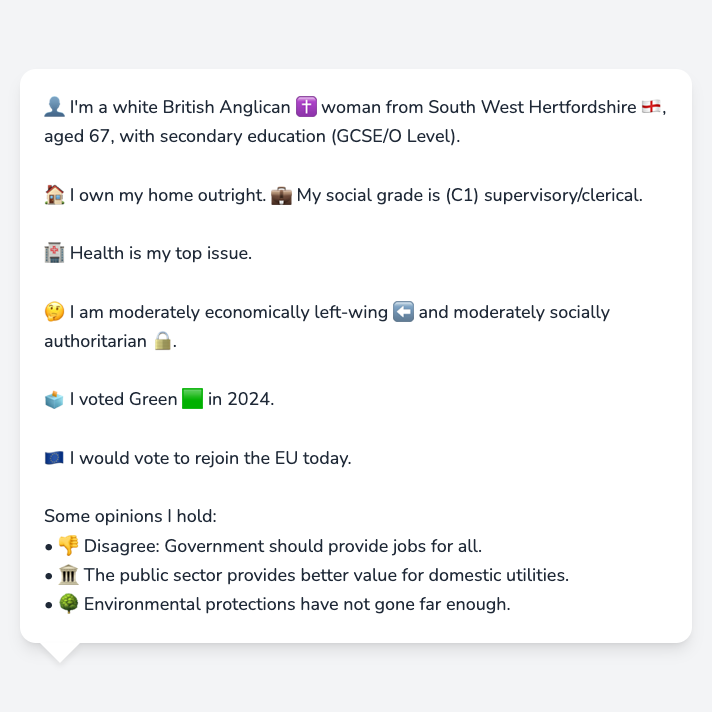 👤 I'm a white British Anglican ✝️ woman from South West Hertfordshire 🏴󠁧󠁢󠁥󠁮󠁧󠁿,
aged 67, with secondary education (GCSE/O Level).
🏠 I own my home outright. 💼 My social grade is (C1) supervisory/clerical.
🏥 Health is my top issue.
🤔 I am moderately economically left-wing ⬅️ and moderately socially
authoritarian 🔒.
🗳️ I voted Green 🟩 in 2024.
🇪🇺 I would vote to rejoin the EU today.
Some opinions I hold:
• 👎 Disagree: Government should provide jobs for all.
• 🏛️ The public sector provides better value for domestic utilities.
• 🌳 Environmental protections have not gone far enough.